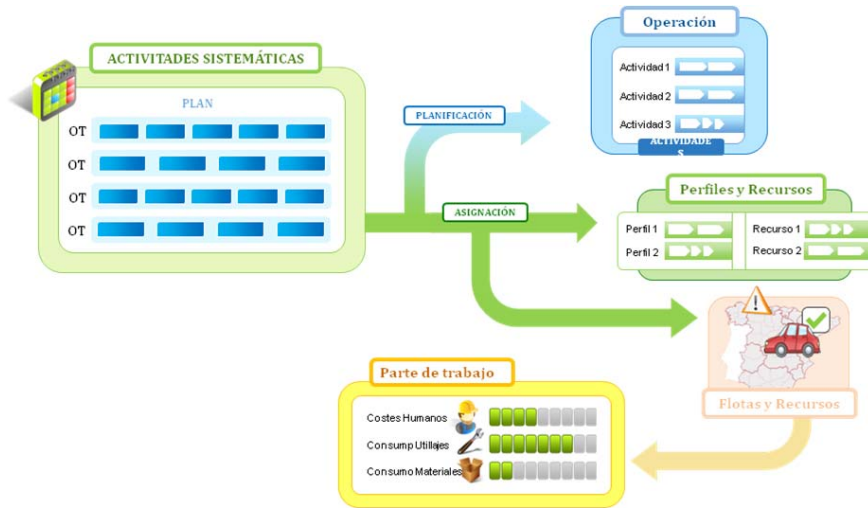 ACTIVIDADES SISTEMÁTICAS
PLAN
OT
OT
OT
OT
PLANIFICACIÓN
ASIGNACIÓN
Operación
Actividad 1
Actividad 2
Actividad 3
ACTIVIDADE
S
Perfiles y Recursos
Perfil 1
Recurso 1
Perfil 2
Recurso 2
Flotas y Recursos
Parte de trabajo
Costes Humanos
Consump Utillajes
Consumo Materiales